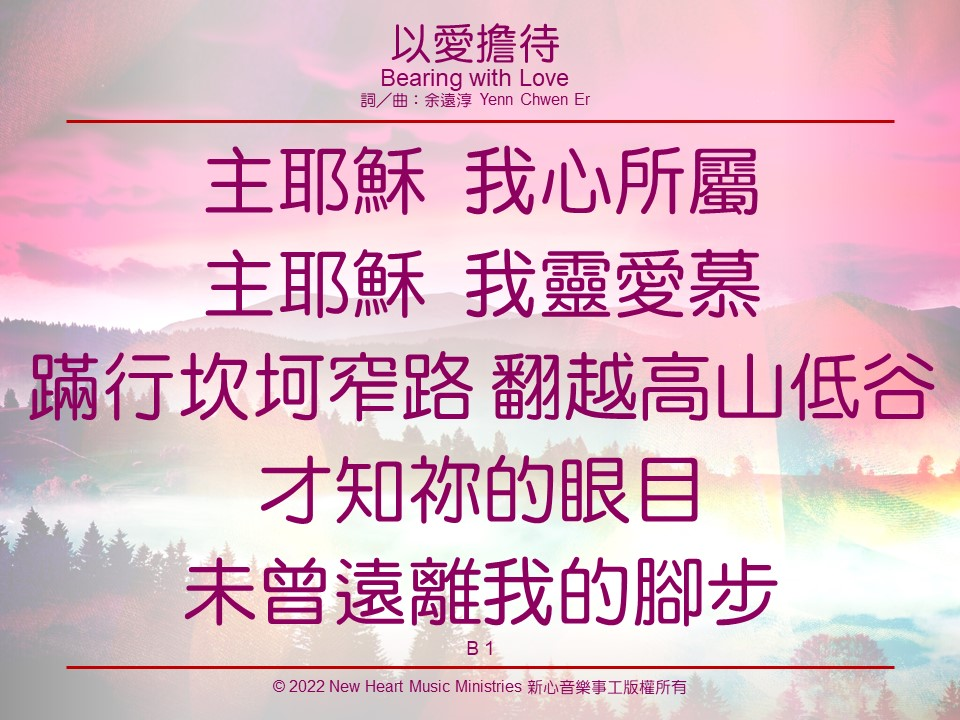 以愛擔待
Bearing with Love
詞／曲：余遠淳 Yenn Chwen Er
主耶穌 我心所屬
主耶穌 我靈愛慕
蹣行坎坷窄路 翻越高山低谷
才知祢的眼目
未曾遠離我的腳步
B 1
© 2022 New Heart Music Ministries 新心音樂事工版權所有